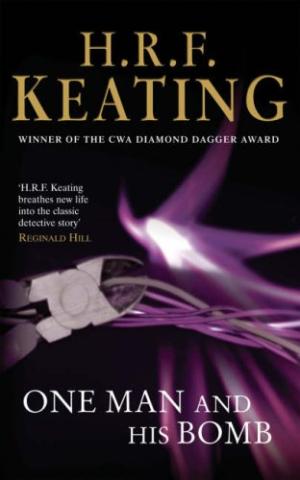 H.R.F.
KEATING
WINNER OF THE CWA DIAMOND DAGGER AWARD
‘H.R.F. Keating
breathes new life
into the classic
detective story’
REGINALD HILL
ONE MAN AND
HIS BOMB